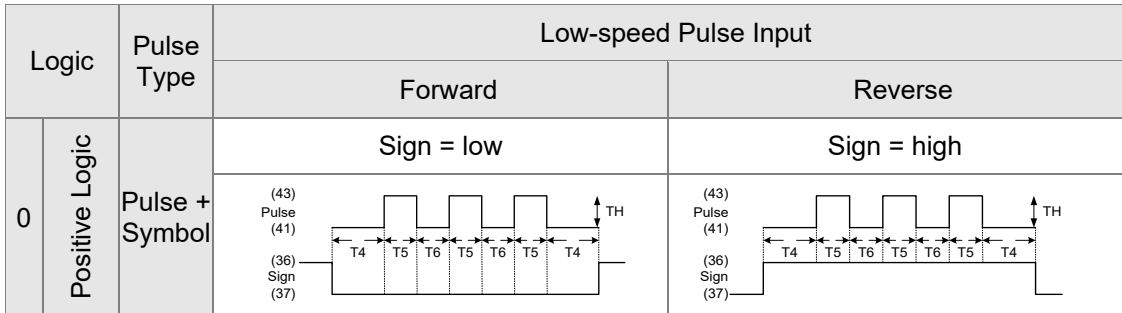 Logic
Pulse
Type
Low-speed Pulse Input
Forward
Reverse
0
Positive Logic
Pulse +
Symbol
Sign = low
Sign = high
(43)
Pulse
(41)
TH
T4 T5 T6 T5 T6 T5 T4
(36)
Sign
(37)
(43)
Pulse
(41)
TH
T4 T5 T6 T5 T6 T5 T4
(36)
Sign
(37)